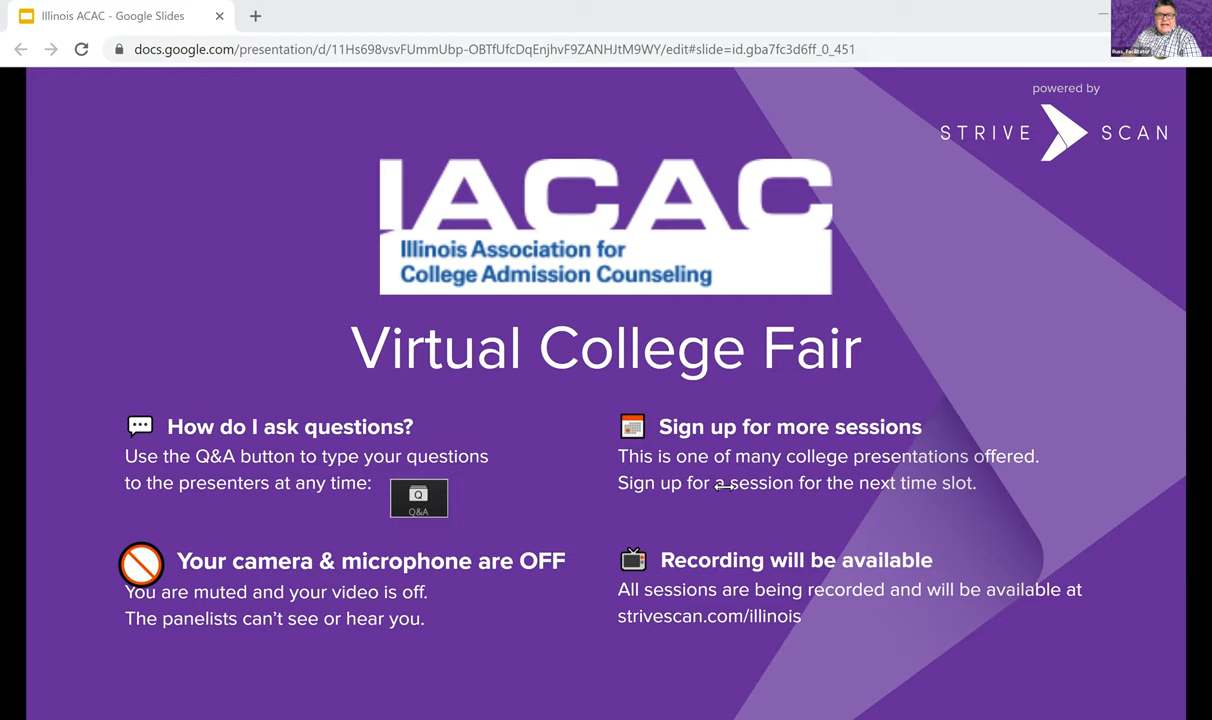 Illinois ACAC - Google Slides
docs.google.com/presentation/d/11Hs698vsvFUmmUbp-OBTfUfcDqEnjhvF9ZANHJtM9WY/edit#slide=id.gba7fc3d6ff_0_451
Russ, Facilitator
powered by
STRIVE SCAN
IACAC
Illinois Association for
College Admission Counseling
Virtual College Fair
How do I ask questions?
Use the Q&A button to type your questions
to the presenters at any time:
Q
Q&A
Sign up for more sessions
This is one of many college presentations offered.
Sign up for session for the next time slot.
Your camera & microphone are OFF
You are muted and your video is off.
The panelists can't see or hear you.
Recording will be available
All sessions are being recorded and will be available at
strivescan.com/illinois